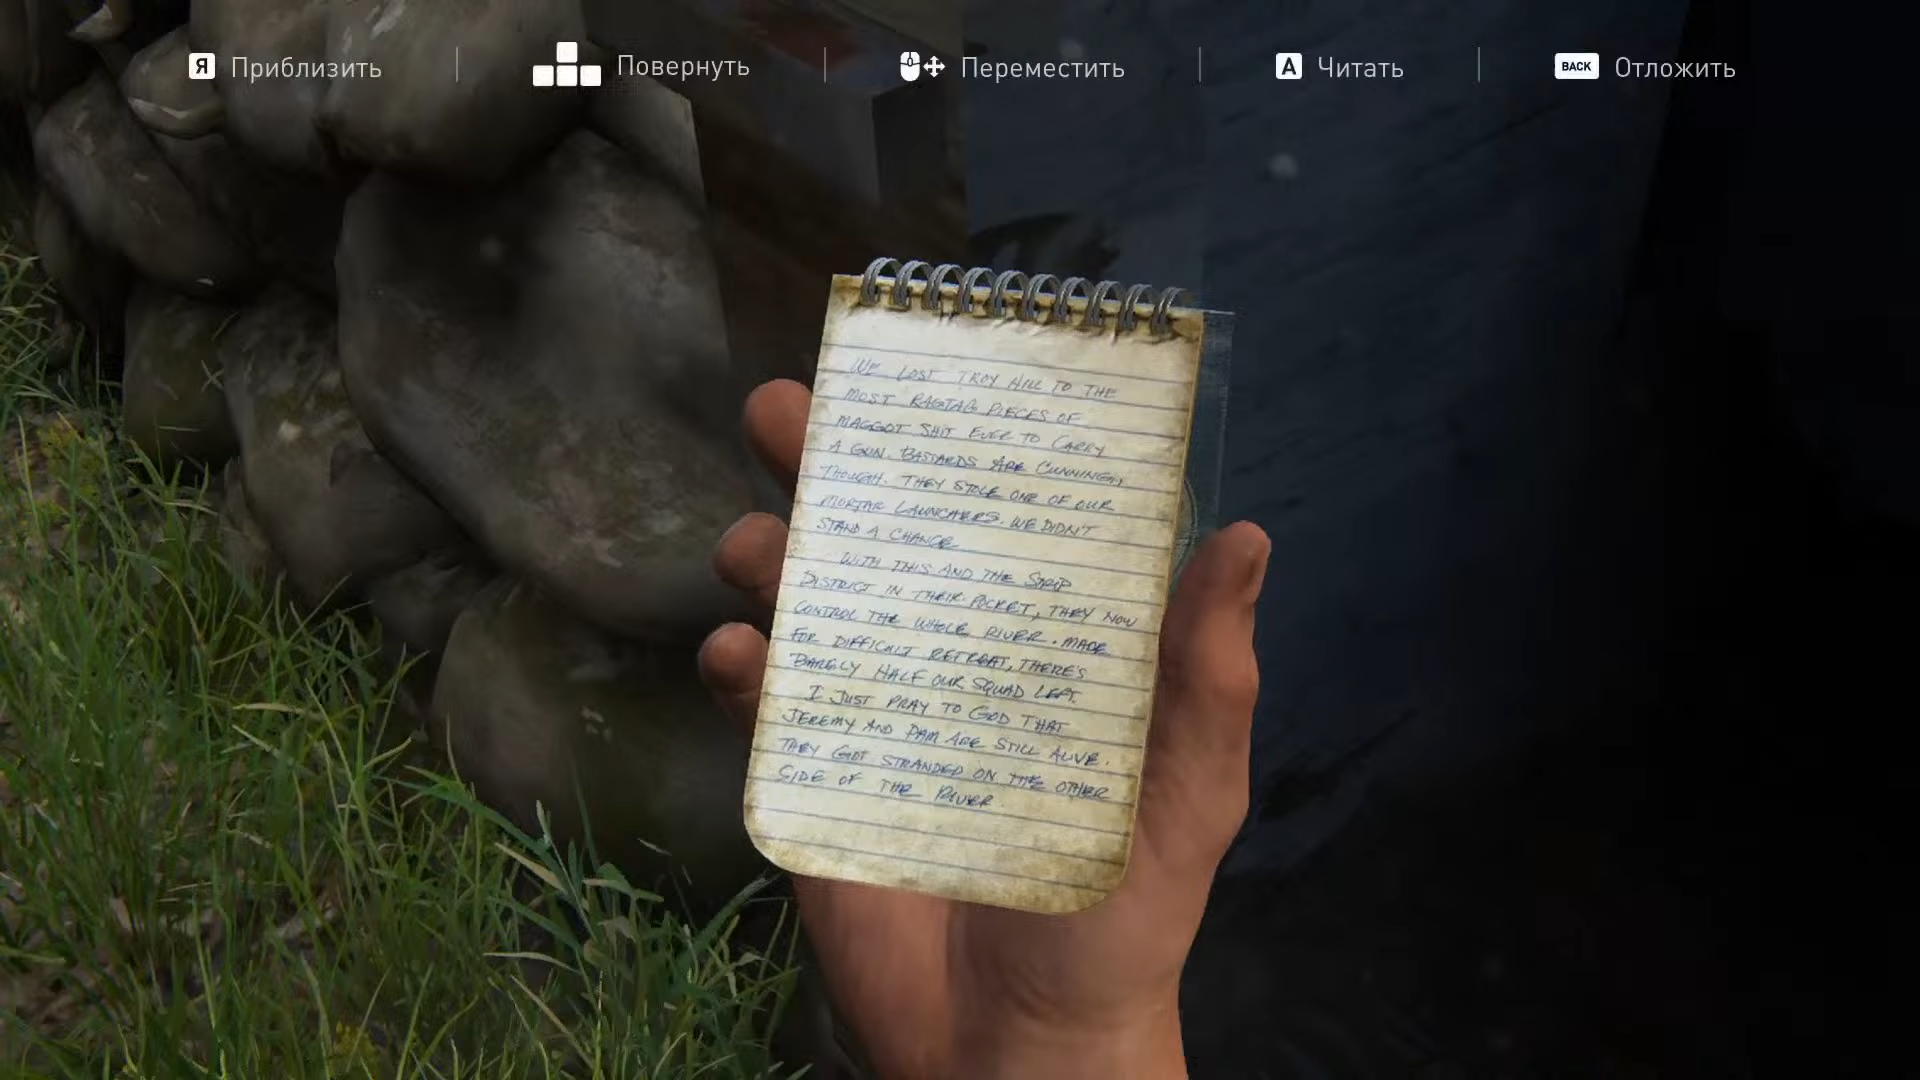 Я Приблизить
Повернуть
Переместить
A Читать
BACK Отложить
WE LOST TROY HILL TO THE
MOST RAGTAG PIECES OF
MAGGOT SHIT EVER TO CARRY
A GUN. BASTARDS ARE CUNNING,
THOUGH. THEY STOLE ONE OF OUR
MORTAR LAUNCHERS. WE DIDN'T
STAND A CHANCE
WITH THIS AND THE STRIP
DISTRICT IN THEIR POCKET, THEY NOW
CONTROL THE WHOLE RIVER. MADE
FOR DIFFICULT RETREAT, THERE'S
BARELY HALF OUR SQUAD LEFT.
I JUST PRAY TO GOD THAT
JEREMY AND PAM ARE STILL ALIVE.
THEY GOT STRANDED ON THE OTHER
SIDE OF THE RIVER